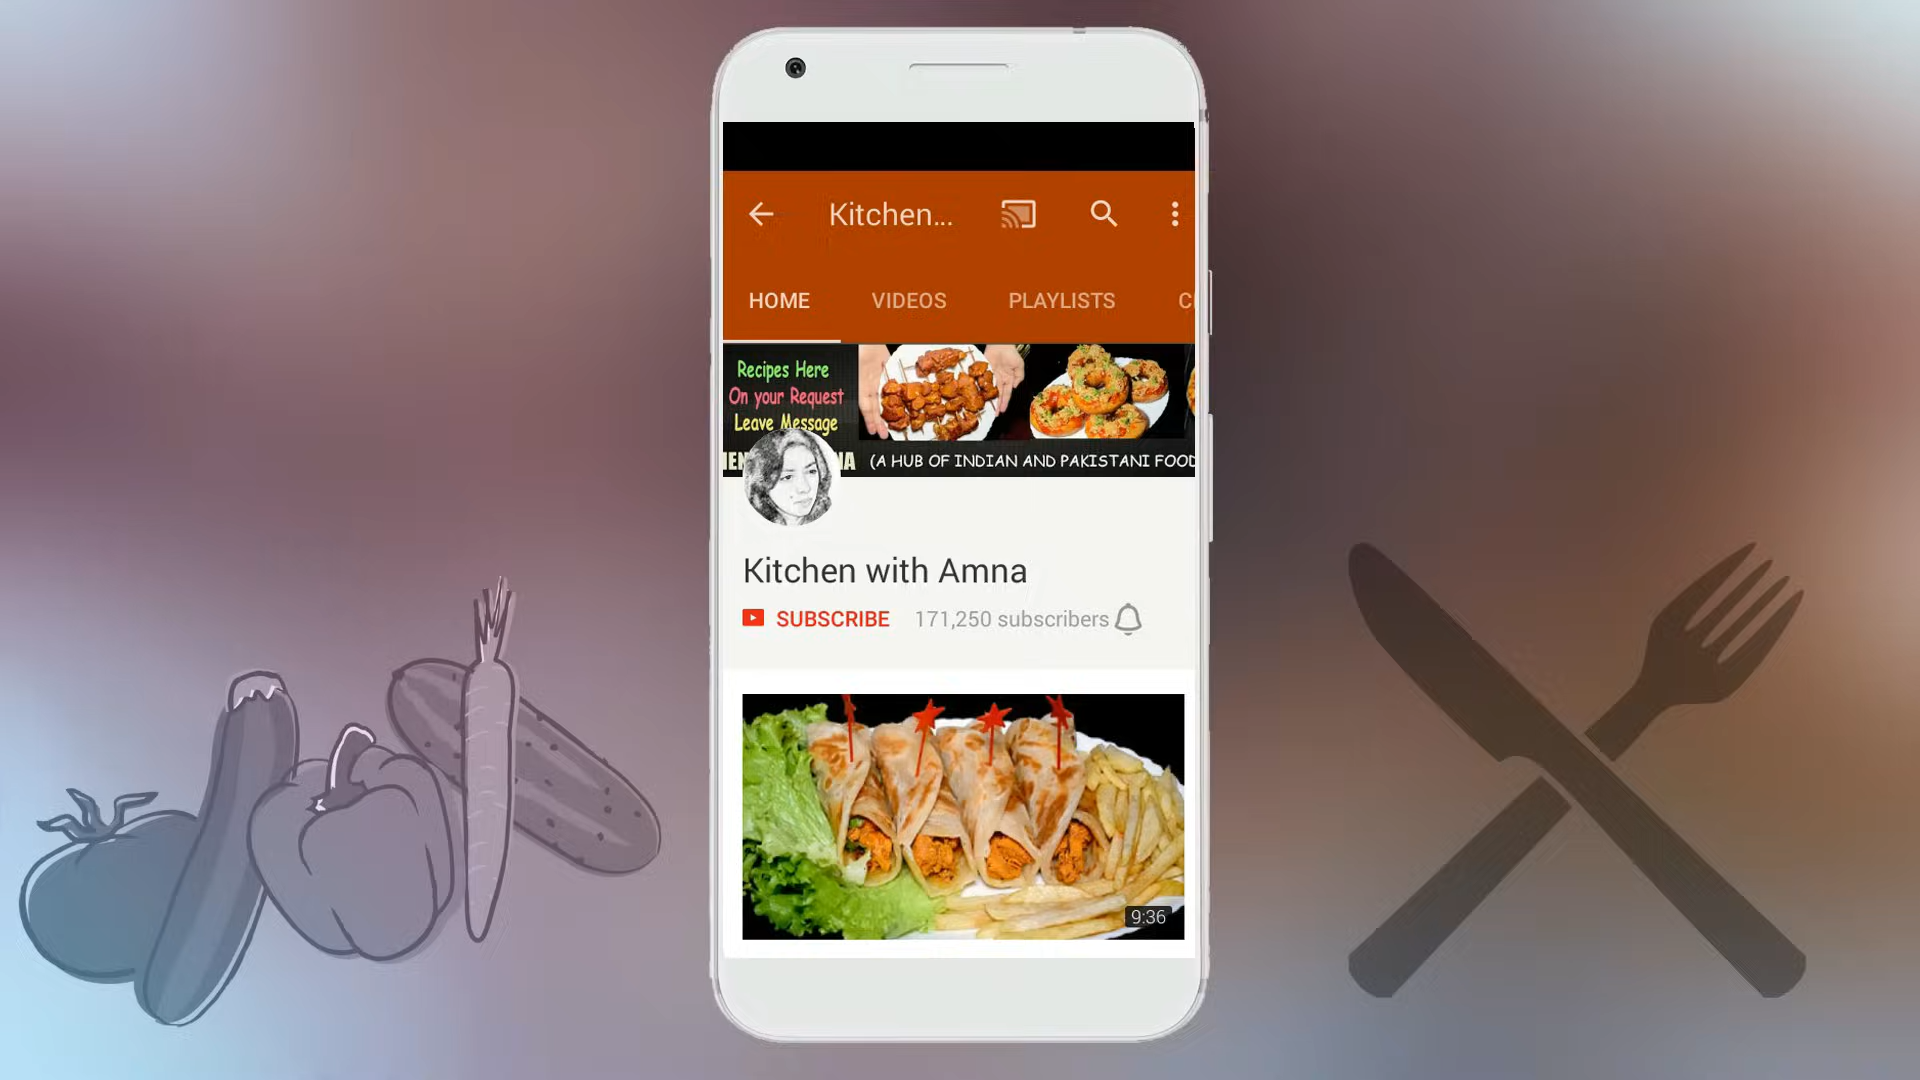 Kitchen...
HOME VIDEOS PLAYLISTS
Recipes Here
On your Request
Leave Message
(A HUB OF INDIAN AND PAKISTANI FOOD
Kitchen with Amna
SUBSCRIBE 171,250 subscribers
9:36